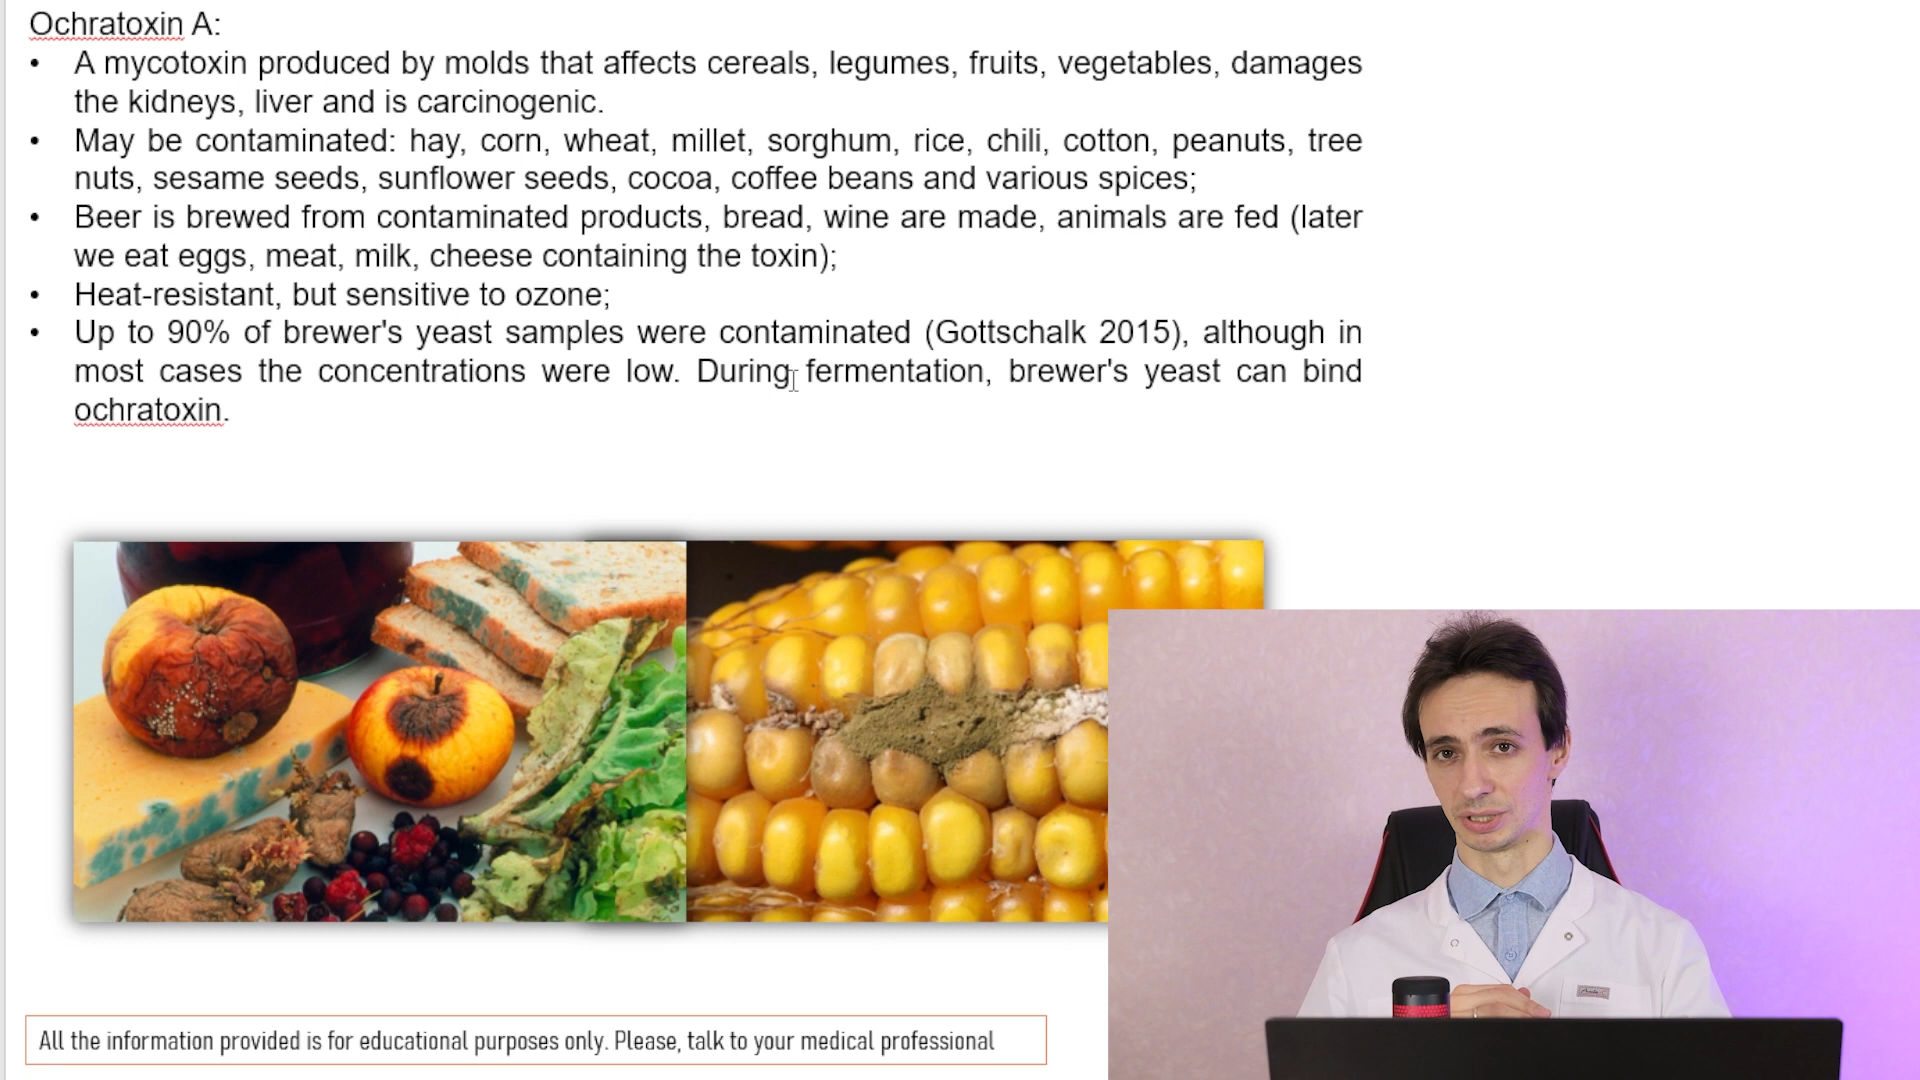 Ochratoxin A:
• A mycotoxin produced by molds that affects cereals, legumes, fruits, vegetables, damages
the kidneys, liver and is carcinogenic.
• May be contaminated: hay, corn, wheat, millet, sorghum, rice, chili, cotton, peanuts, tree
nuts, sesame seeds, sunflower seeds, cocoa, coffee beans and various spices;
• Beer is brewed from contaminated products, bread, wine are made, animals are fed (later
we eat eggs, meat, milk, cheese containing the toxin);
• Heat-resistant, but sensitive to ozone;
• Up to 90% of brewer's yeast samples were contaminated (Gottschalk 2015), although in
most cases the concentrations were low. During fermentation, brewer's yeast can bind
ochratoxin.
All the information provided is for educational purposes only. Please, talk to your medical professional